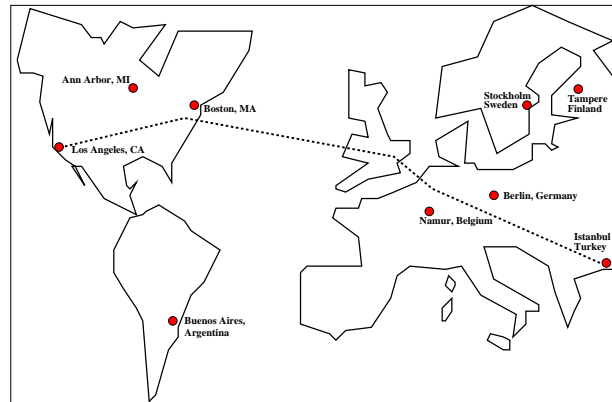 Ann Arbor, MI
Boston, MA
Los Angeles, CA
Buenos Aires,
Argentina
Stockholm
Sweden
Tampere
Finland
Berlin, Germany
Namur, Belgium
Istanbul
Turkey